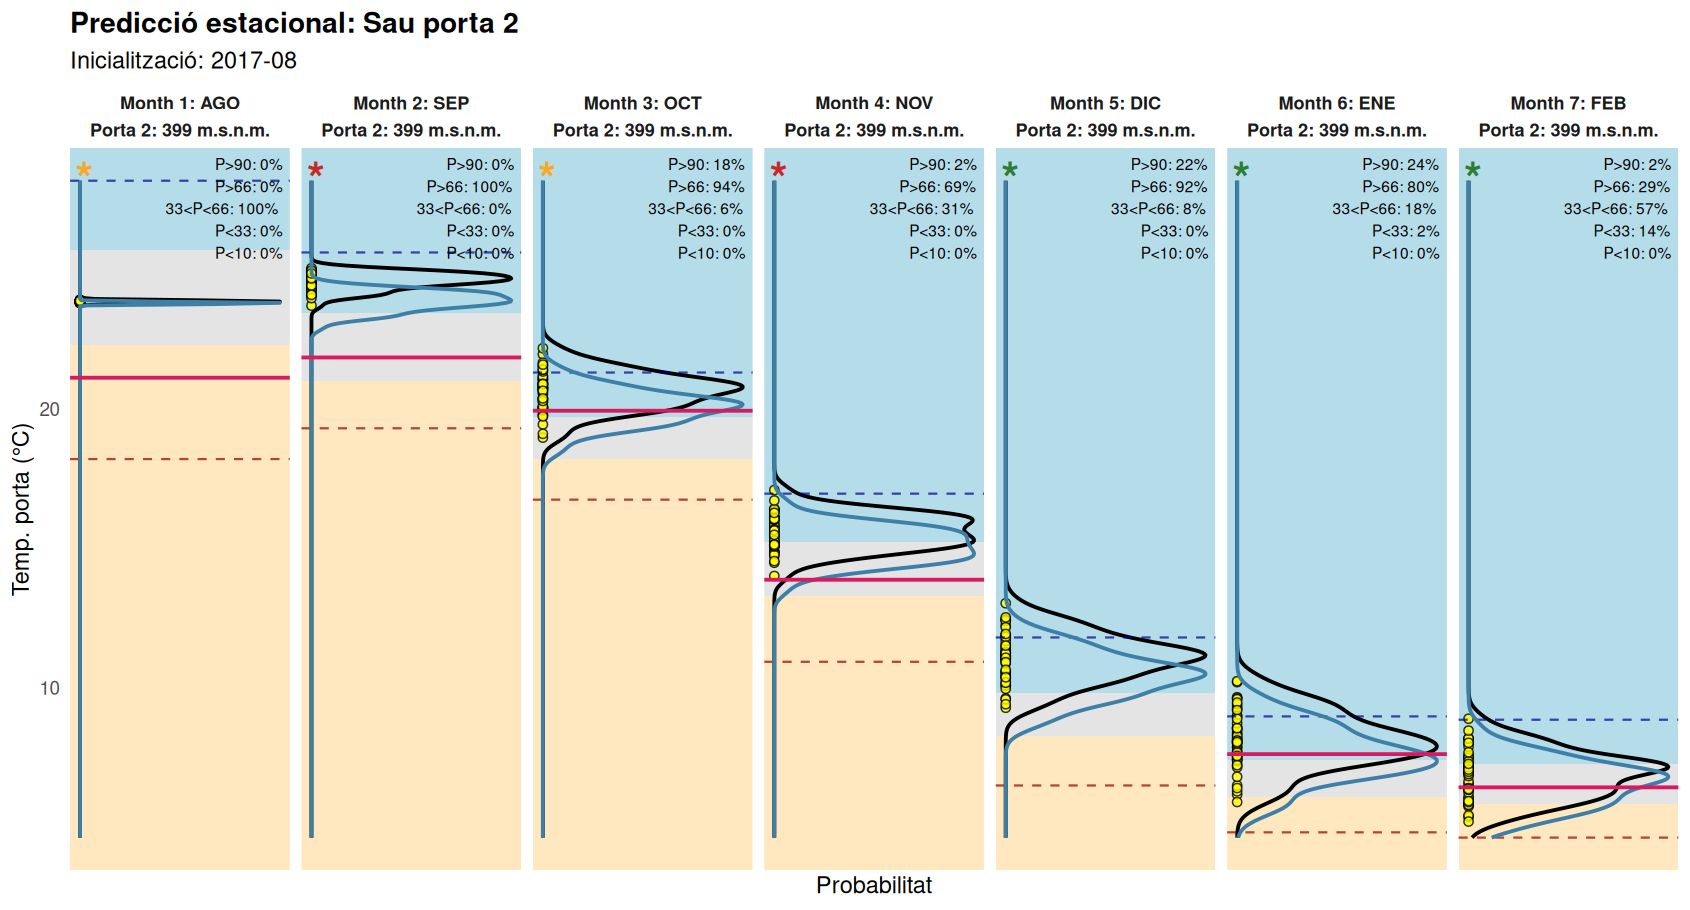 Predicció estacional: Sau porta 2
Inicialització: 2017-08
Month 1: AGO
Porta 2: 399 m.s.n.m.
Month 2: SEP
Porta 2: 399 m.s.n.m.
Month 3: OCT
Porta 2: 399 m.s.n.m.
Month 4: NOV
Porta 2: 399 m.s.n.m.
Month 5: DIC
Porta 2: 399 m.s.n.m.
Month 6: ENE
Porta 2: 399 m.s.n.m.
Month 7: FEB
Porta 2: 399 m.s.n.m.
*
P>90: 0%
P>66: 0%
33<P<66: 100%
P<33: 0%
P<10: 0%
*
P>90: 0%
P>66: 100%
33<P<66: 0%
P<33: 0%
P<10: 0%
*
P>90: 18%
P>66: 94%
33<P<66: 6%
P<33: 0%
P<10: 0%
*
P>90: 2%
P>66: 69%
33<P<66: 31%
P<33: 0%
P<10: 0%
*
P>90: 22%
P>66: 92%
33<P<66: 8%
P<33: 0%
P<10: 0%
*
P>90: 24%
P>66: 80%
33<P<66: 18%
P<33: 2%
P<10: 0%
*
P>90: 2%
P>66: 29%
33<P<66: 57%
P<33: 14%
P<10: 0%
Temp. porta (°C)
20
10
Probabilitat